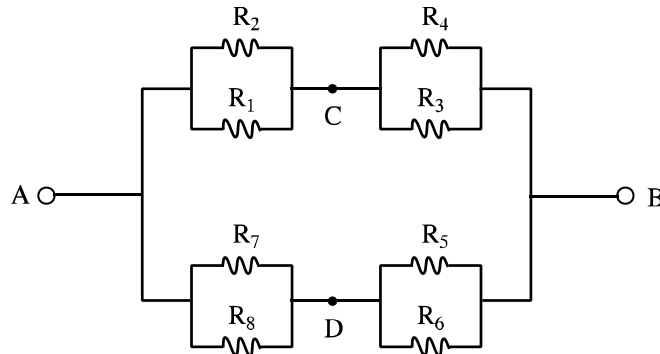 R₂ R₄
R₁ R₃
C
A B
R₇ R₅
R₈ R₆
D